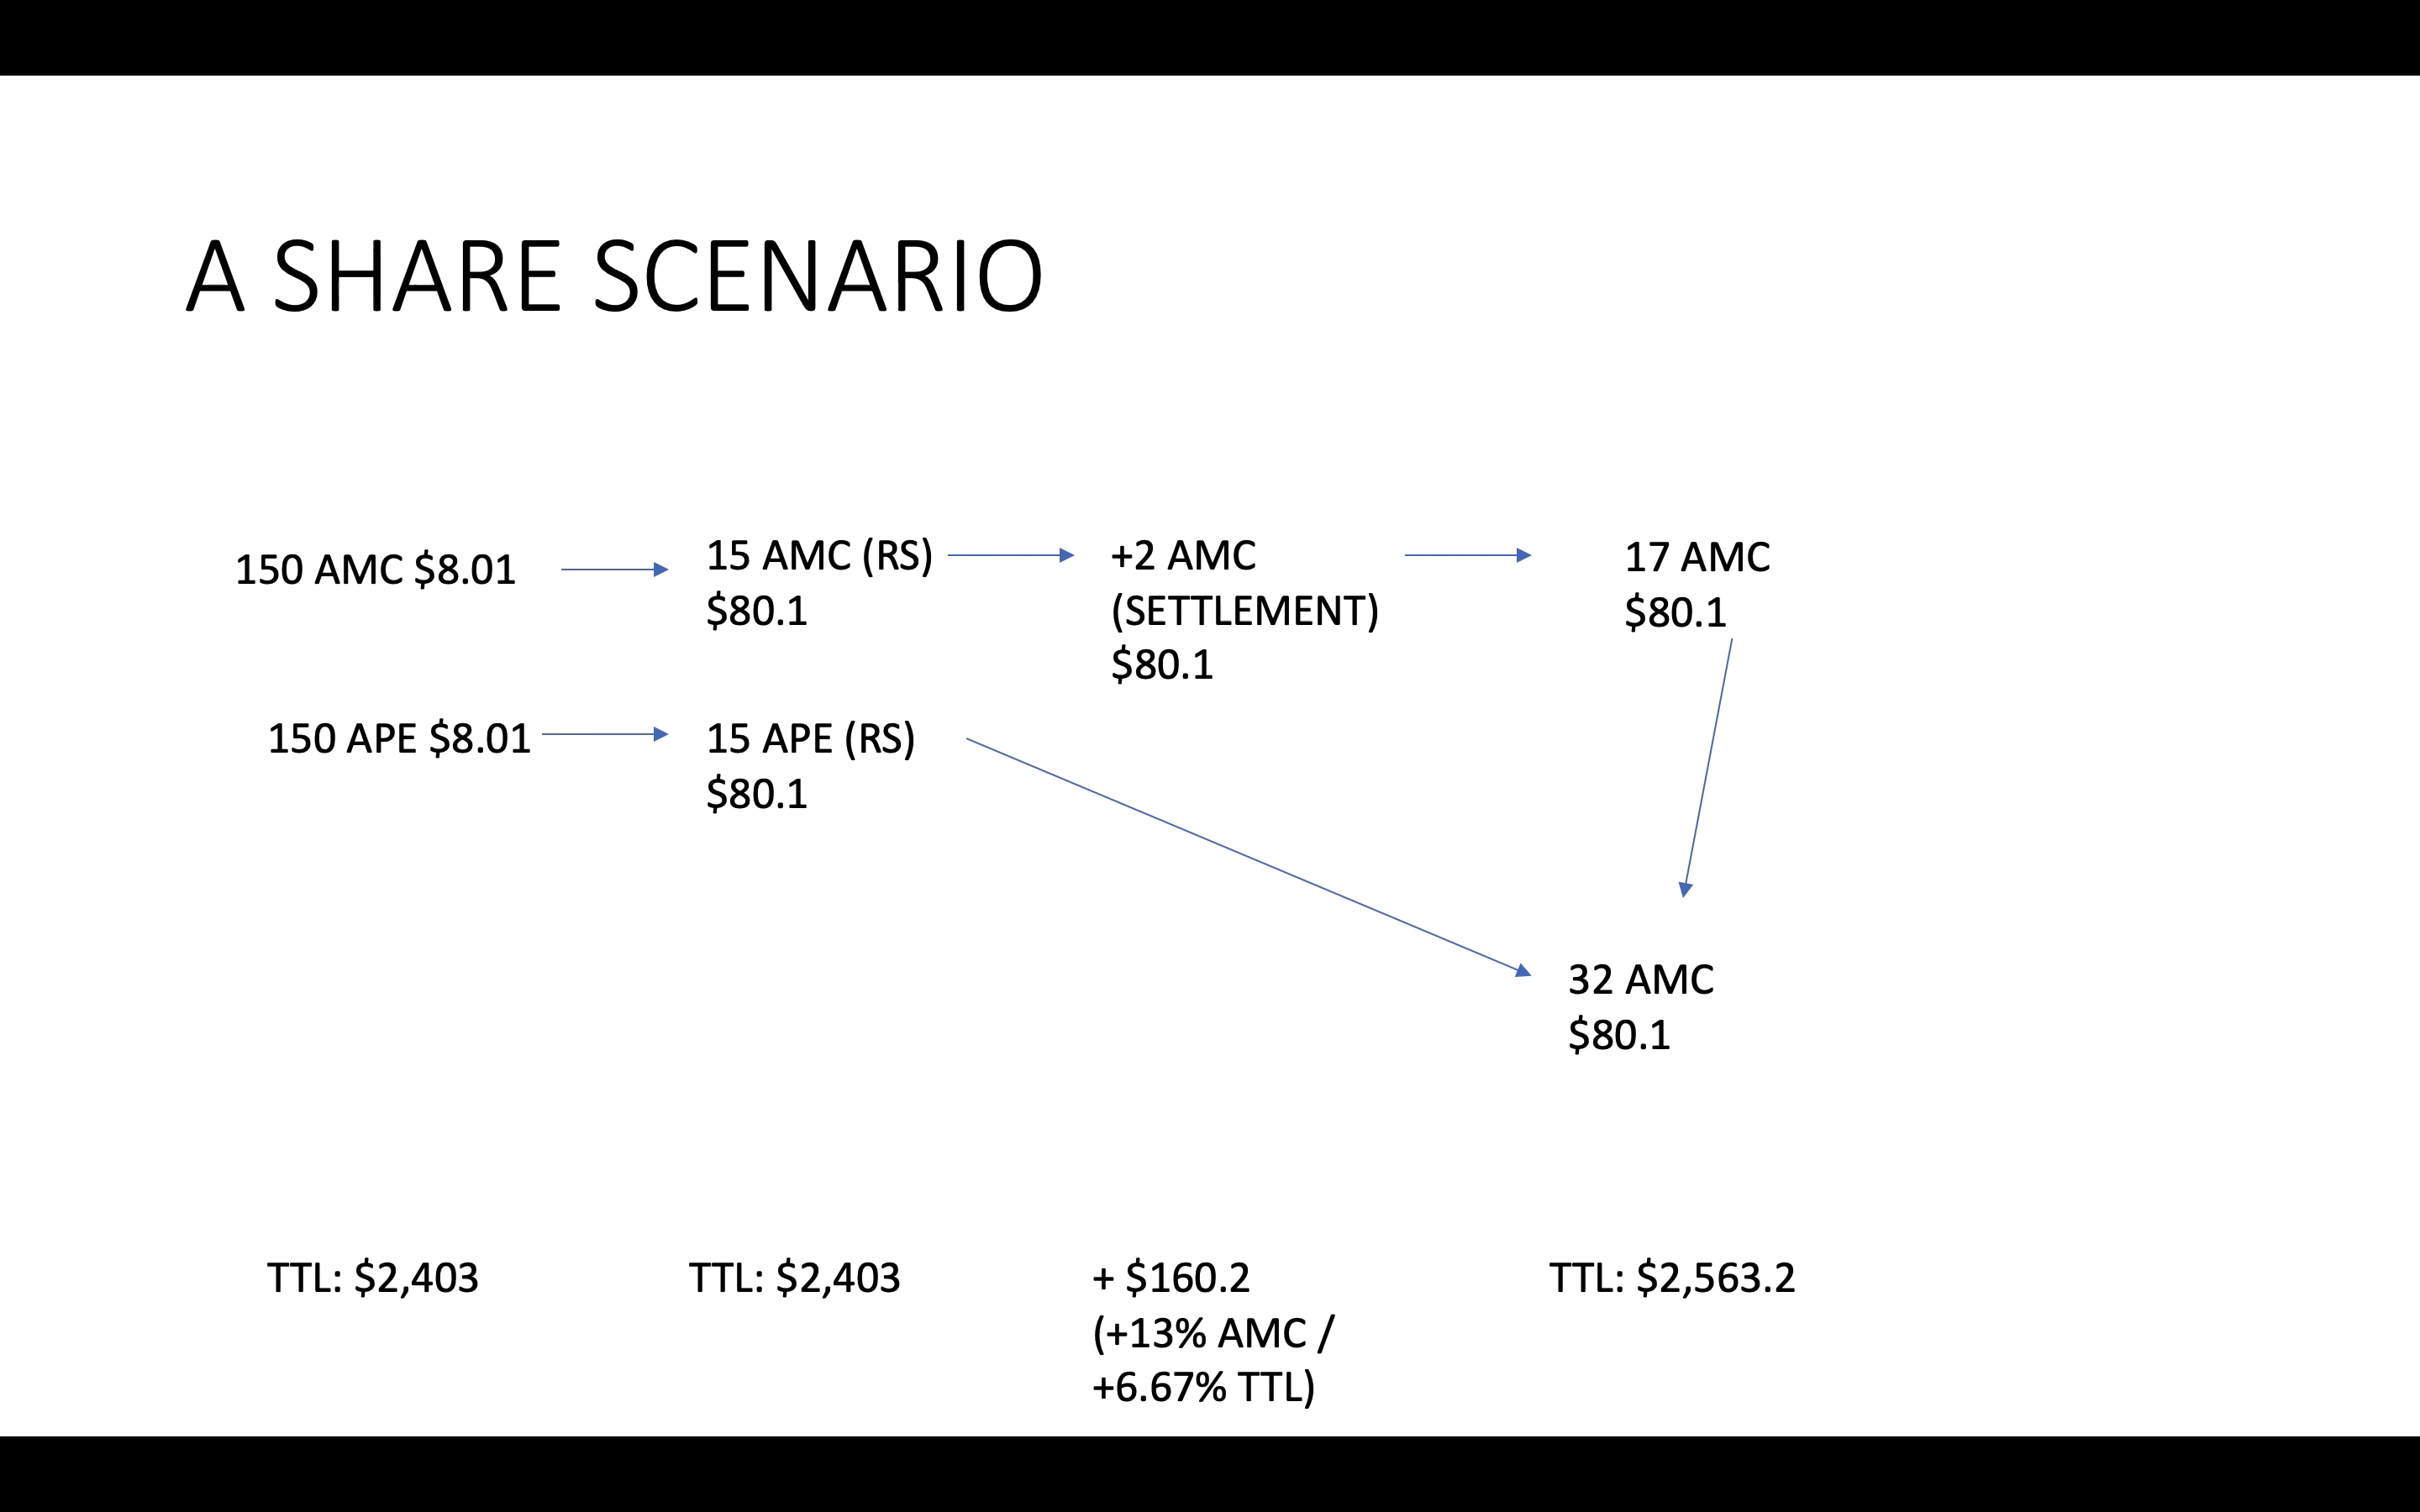 A SHARE SCENARIO
150 AMC $8.01
15 AMC (RS)
$80.1
+2 AMC
(SETTLEMENT)
$80.1
17 AMC
$80.1
150 APE $8.01
15 APE (RS)
$80.1
32 AMC
$80.1
TTL: $2,403
TTL: $2,403
+ $160.2
(+13% AMC /
+6.67% TTL)
TTL: $2,563.2